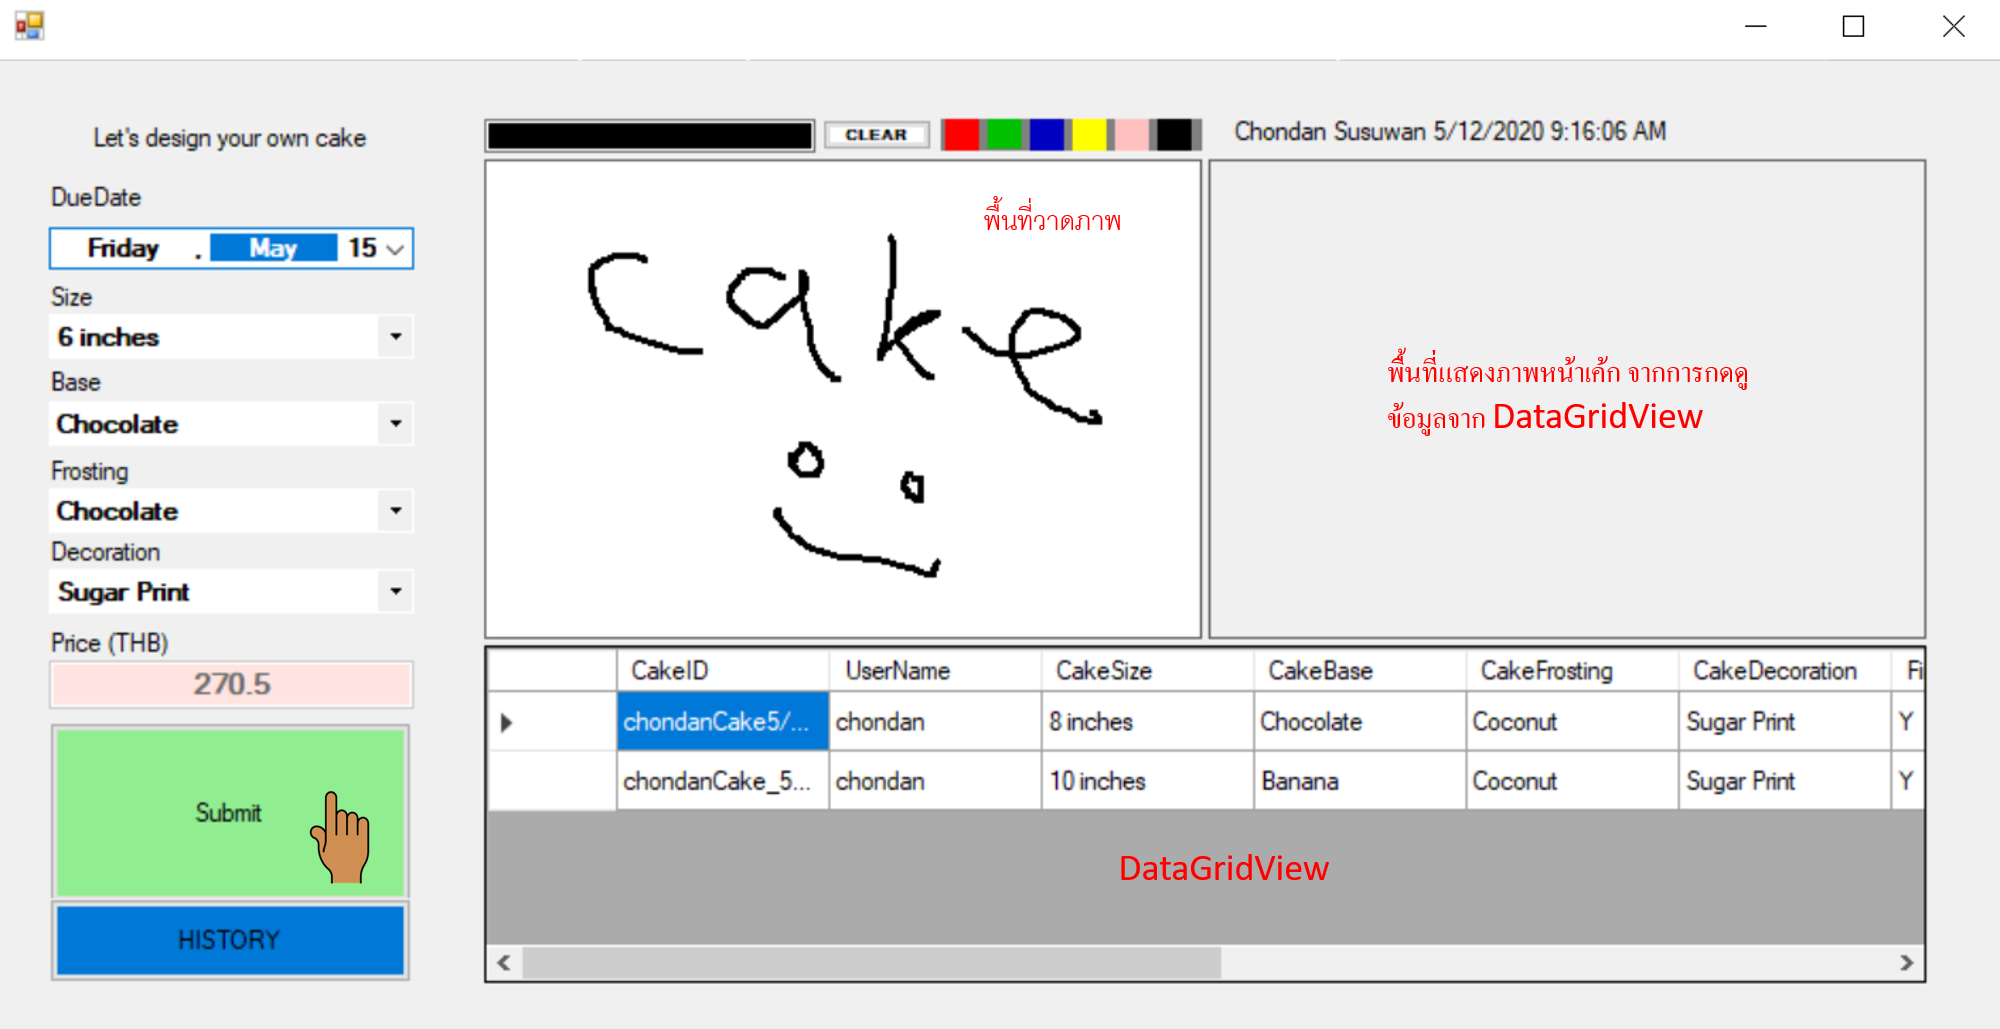 Let's design your own cake
DueDate
Friday . May 15
Size
6 inches
Base
Chocolate
Frosting
Chocolate
Decoration
Sugar Print
Price (THB)
270.5
Submit
HISTORY
CLEAR
Chondan Susuwan 5/12/2020 9:16:06 AM
พื้นที่วาดภาพ
cake
พื้นที่แสดงภาพหน้าเค้ก จากการกดดู
ข้อมูลจาก DataGridView
CakeID UserName CakeSize CakeBase CakeFrosting CakeDecoration Fi
chondanCake5/... chondan 8 inches Chocolate Coconut Sugar Print Y
chondanCake_5... chondan 10 inches Banana Coconut Sugar Print Y
DataGridView